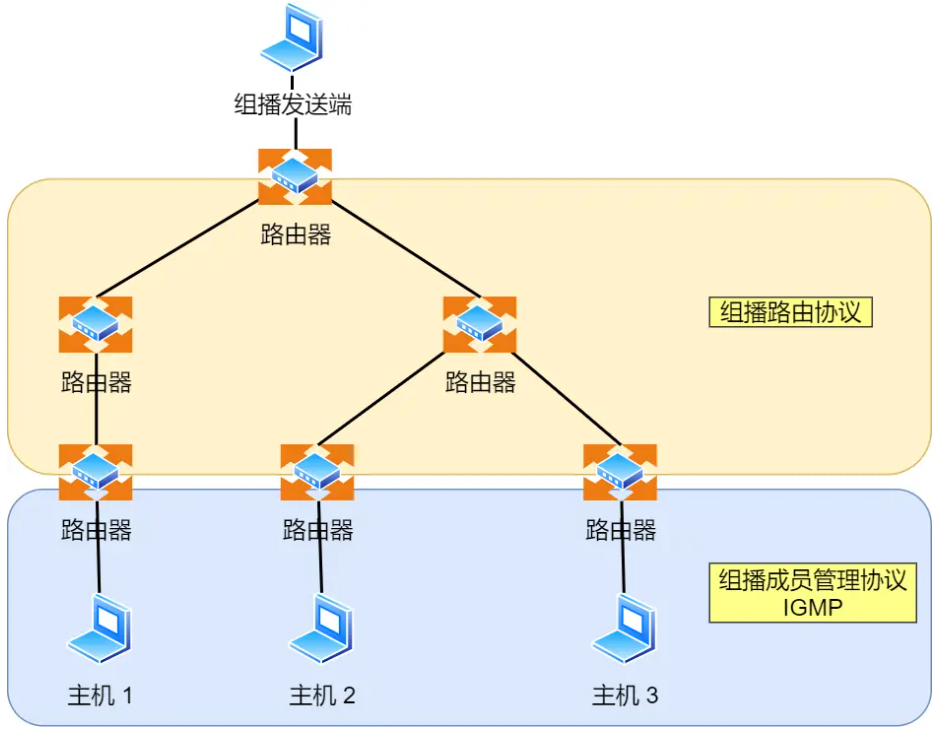 组播发送端
路由器
组播路由协议
路由器
路由器
路由器
路由器
路由器
组播成员管理协议
IGMP
主机 1
主机 2
主机 3